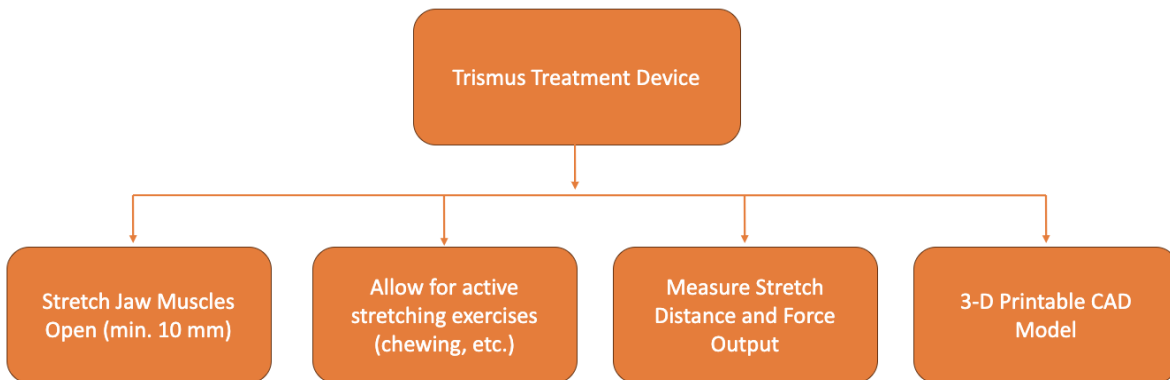 Trismus Treatment Device
Stretch Jaw Muscles
Open (min. 10 mm)
Allow for active
stretching exercises
(chewing, etc.)
Measure Stretch
Distance and Force
Output
3-D Printable CAD
Model